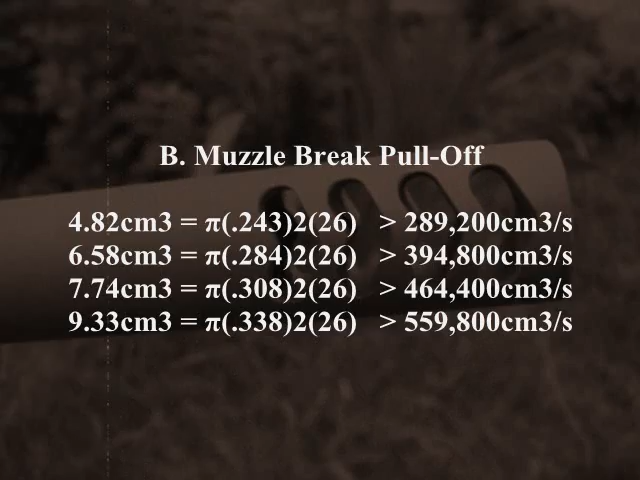 B. Muzzle Break Pull-Off
4.82cm3 = π(.243)2(26) > 289,200cm3/s
6.58cm3 = π(.284)2(26) > 394,800cm3/s
7.74cm3 = π(.308)2(26) > 464,400cm3/s
9.33cm3 = π(.338)2(26) > 559,800cm3/s